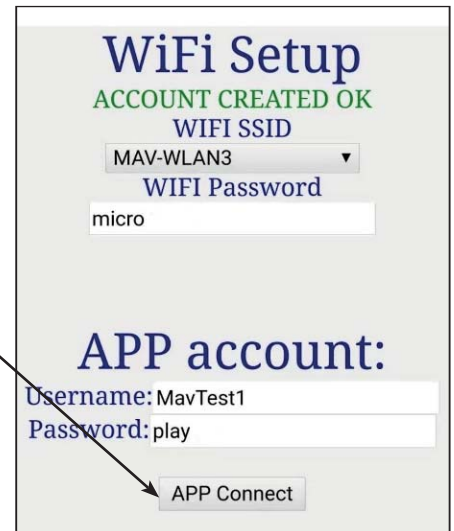 WiFi Setup
ACCOUNT CREATED OK
WIFI SSID
MAV-WLAN3
WIFI Password
micro
APP account:
Username: MavTest1
Password: play
APP Connect